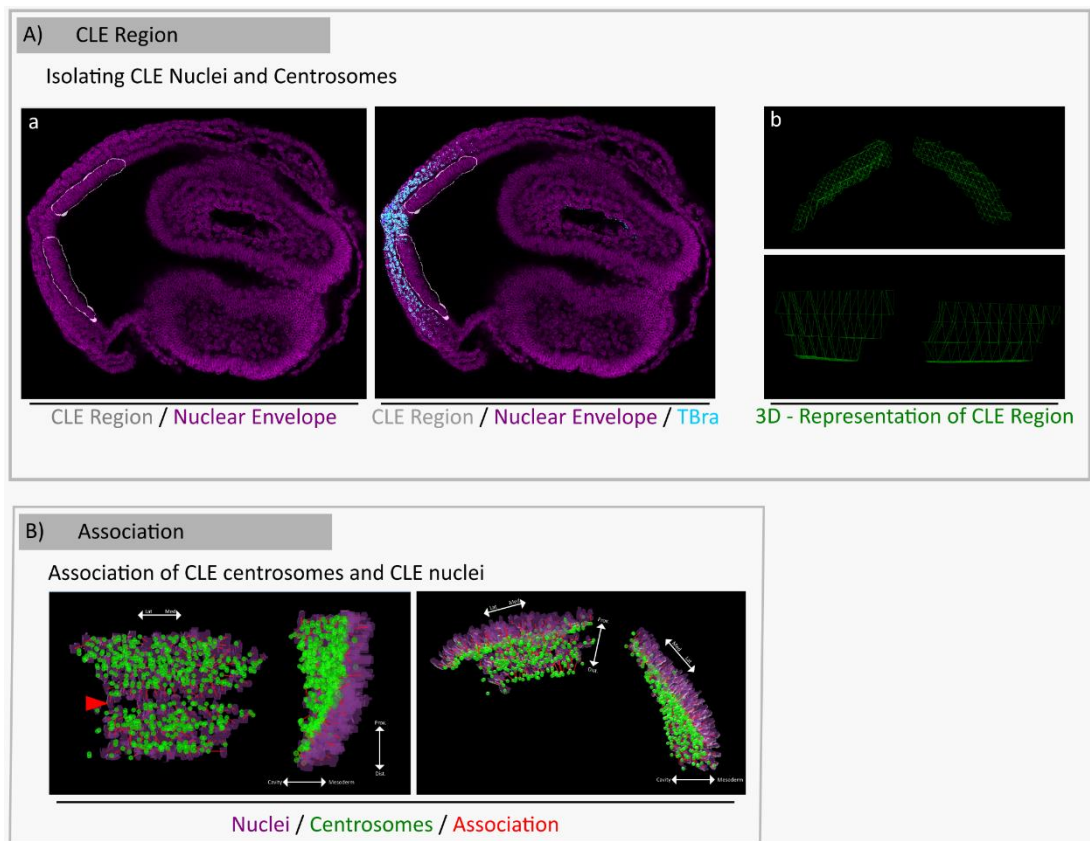 A) CLE Region
Isolating CLE Nuclei and Centrosomes
a
b
CLE Region / Nuclear Envelope
CLE Region / Nuclear Envelope / TBra
3D - Representation of CLE Region
B) Association
Association of CLE centrosomes and CLE nuclei
Lat Med
Prox.
Dist.
Cavity Mesoderm
Lat Med
Prox.
Dist.
Med Lat
Cavity Mesoderm
Nuclei / Centrosomes / Association